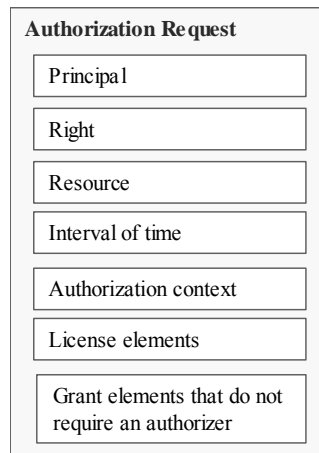 Authorization Request
Principal
Right
Resource
Interval of time
Authorization context
License elements
Grant elements that do not
require an authorizer